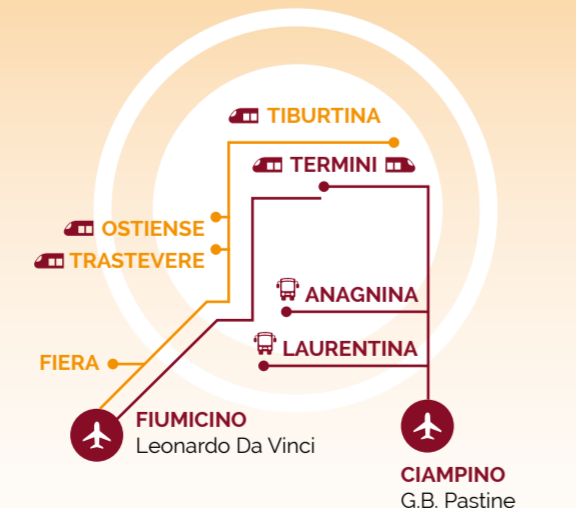 TIBURTINA
TERMINI
OSTIENSE
TRASTEVERE
ANAGNINA
LAURENTINA
FIERA
FIUMICINO
Leonardo Da Vinci
CIAMPINO
G.B. Pastine